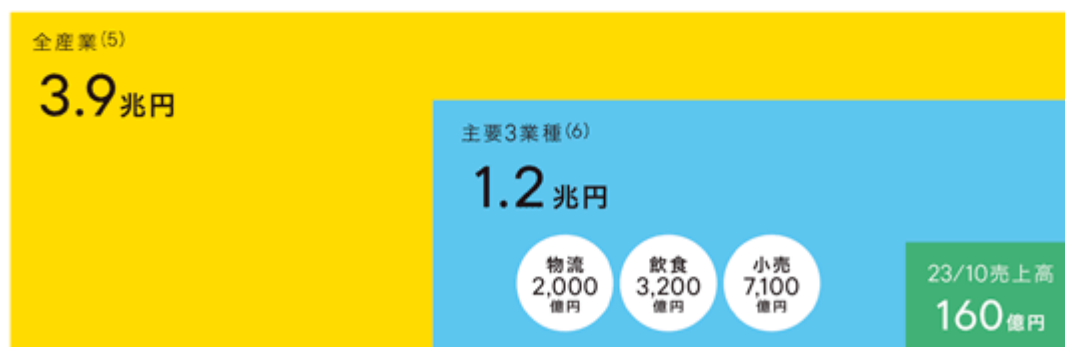 全産業(5)
3.9兆円
主要3業種(6)
1.2兆円
物流
2,000
億円
飲食
3,200
億円
小売
7,100
億円
23/10売上高
160億円